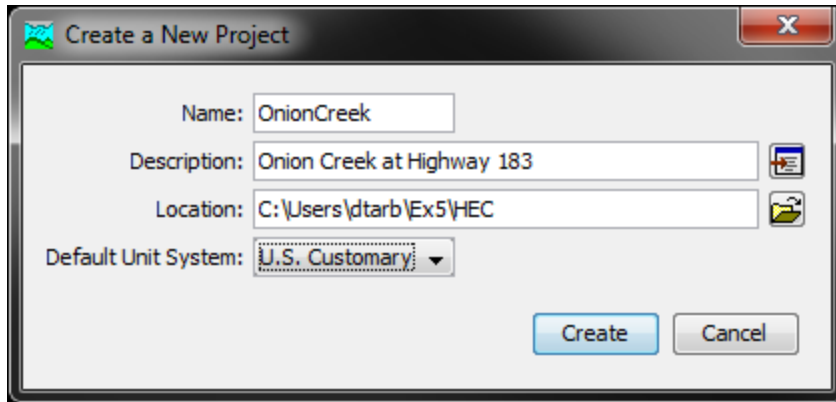 Create a New Project
Name: OnionCreek
Description: Onion Creek at Highway 183
Location: C:\Users\dtarb\Ex5\HEC
Default Unit System: U.S. Customary
Create Cancel